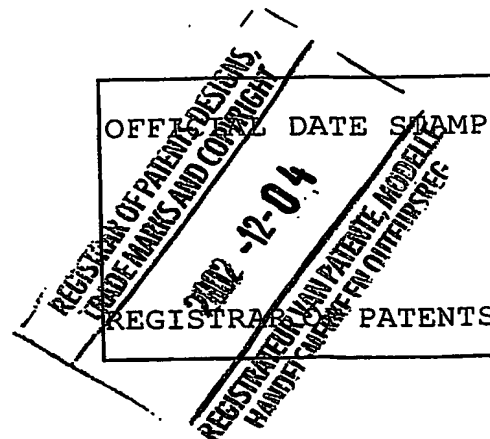 REGISTRAR OF PATENTS, DESIGNS,
TRADE MARKS AND COPYRIGHT
OFFICIAL DATE STAMP
2002 -12- 04
REGISTRAR OF PATENTS
REGISTRATEUR VAN PATENTE, MODELLE,
HANDELSMERKE EN OUTEURSREG